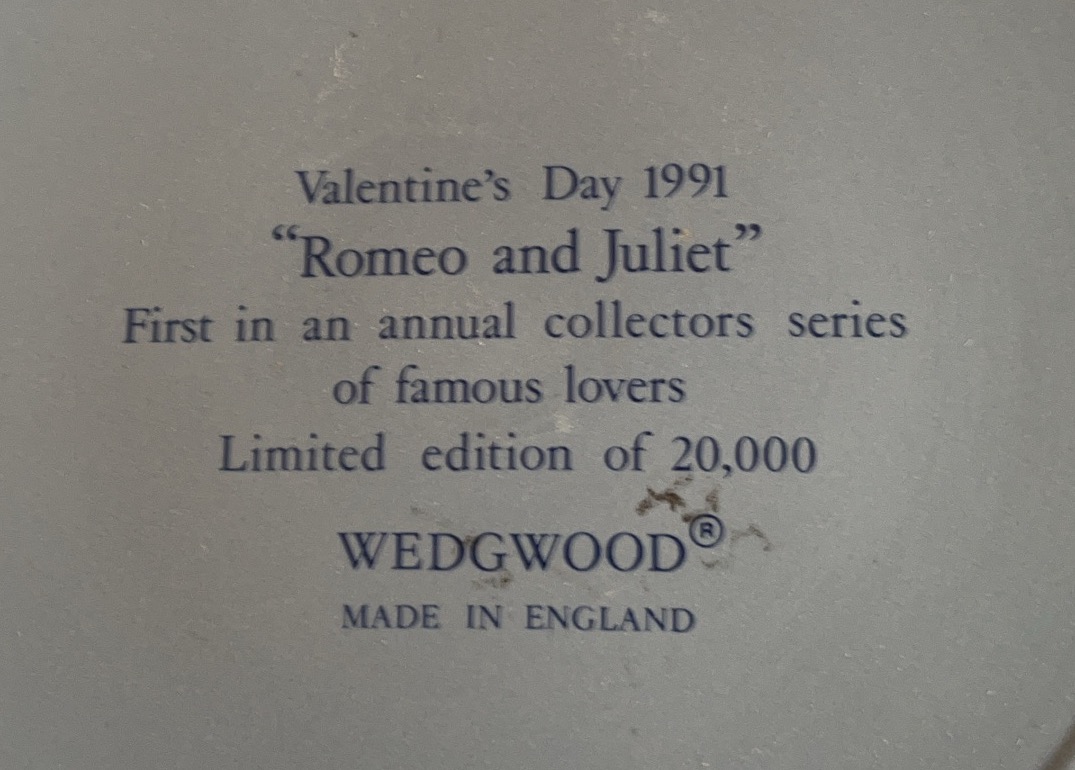 Valentine's Day 1991
“Romeo and Juliet”
First in an annual collectors series
of famous lovers
Limited edition of 20,000
WEDGWOOD®
MADE IN ENGLAND